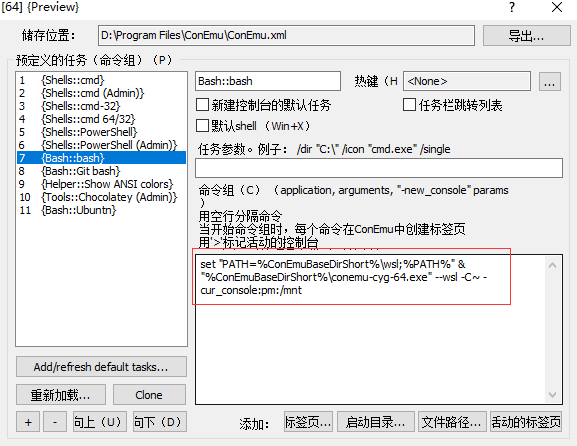 [64] {Preview} ? ×
储存位置： D:\Program Files\ConEmu\ConEmu.xml 导出...
预定义的任务（命令组）（P）
1 {Shells::cmd}
2 {Shells::cmd (Admin)}
3 {Shells::cmd-32}
4 {Shells::cmd 64/32}
5 {Shells::PowerShell}
6 {Shells::PowerShell (Admin)}
7 {Bash::bash}
8 {Bash::Git bash}
9 {Helper::Show ANSI colors}
10 {Tools::Chocolatey (Admin)}
11 {Bash::Ubuntn}
Bash::bash 热键（H <None> ...
新建控制台的默认任务 任务栏跳转列表
默认shell（Win+X）
任务参数。例子： /dir "C:\" /icon "cmd.exe" /single
命令组（C）（application, arguments, "-new_console" params
）
用空行分隔命令
当开始命令组时，每个命令在ConEmu中创建标签页
用'>'标记活动的控制台
set "PATH=%ConEmuBaseDirShort%\wsl;%PATH%" &
"%ConEmuBaseDirShort%\conemu-cyg-64.exe" --wsl -C~ -
cur_console:pm:/mnt
Add/refresh default tasks...
重新加载... Clone
+ - 向上（U） 向下（D） 添加： 标签页... 启动目录... 文件路径... 活动的标签页